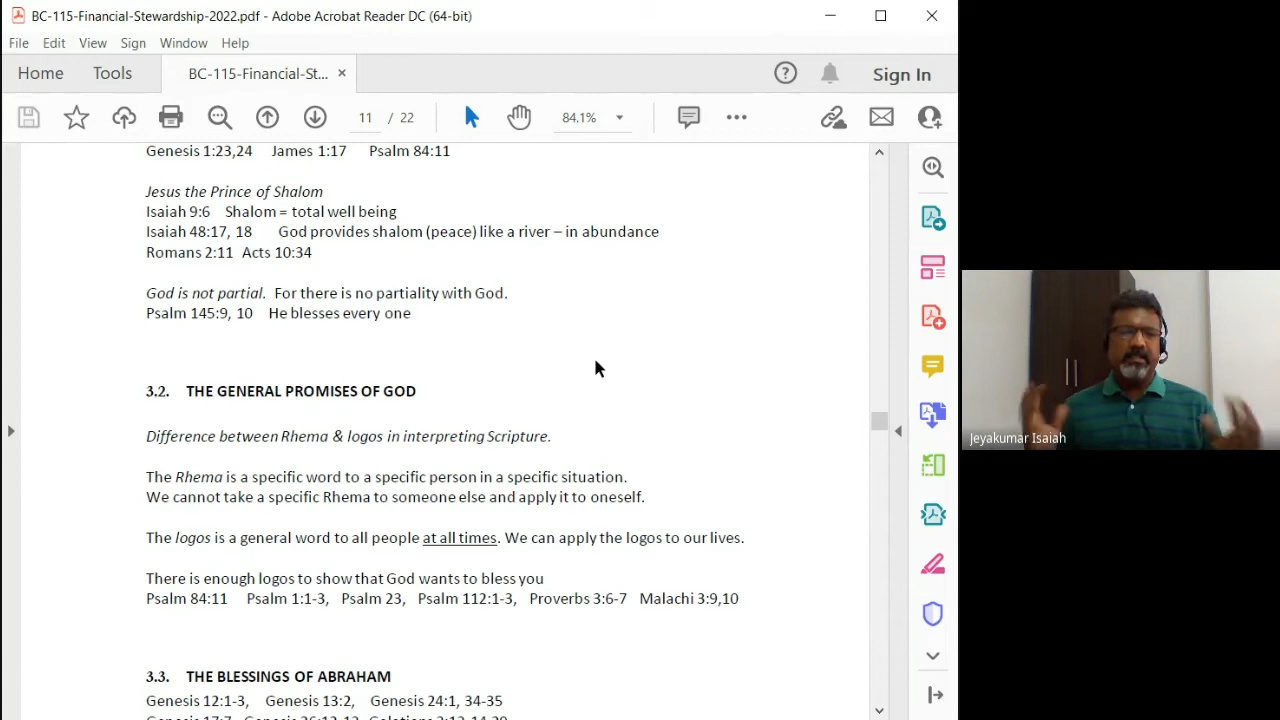 BC-115-Financial-Stewardship-2022.pdf - Adobe Acrobat Reader DC (64-bit)
File Edit View Sign Window Help
Home Tools BC-115-Financial-St... × Sign In
11 / 22 84.1%
Genesis 1:23,24 James 1:17 Psalm 84:11
Jesus the Prince of Shalom
Isaiah 9:6 Shalom = total well being
Isaiah 48:17, 18 God provides shalom (peace) like a river – in abundance
Romans 2:11 Acts 10:34
God is not partial. For there is no partiality with God.
Psalm 145:9, 10 He blesses every one
3.2. THE GENERAL PROMISES OF GOD
Difference between Rhema & logos in interpreting Scripture.
The Rhema is a specific word to a specific person in a specific situation.
We cannot take a specific Rhema to someone else and apply it to oneself.
The logos is a general word to all people at all times. We can apply the logos to our lives.
There is enough logos to show that God wants to bless you
Psalm 84:11 Psalm 1:1-3, Psalm 23, Psalm 112:1-3, Proverbs 3:6-7 Malachi 3:9,10
3.3. THE BLESSINGS OF ABRAHAM
Genesis 12:1-3, Genesis 13:2, Genesis 24:1, 34-35
Jeyakumar Isaiah